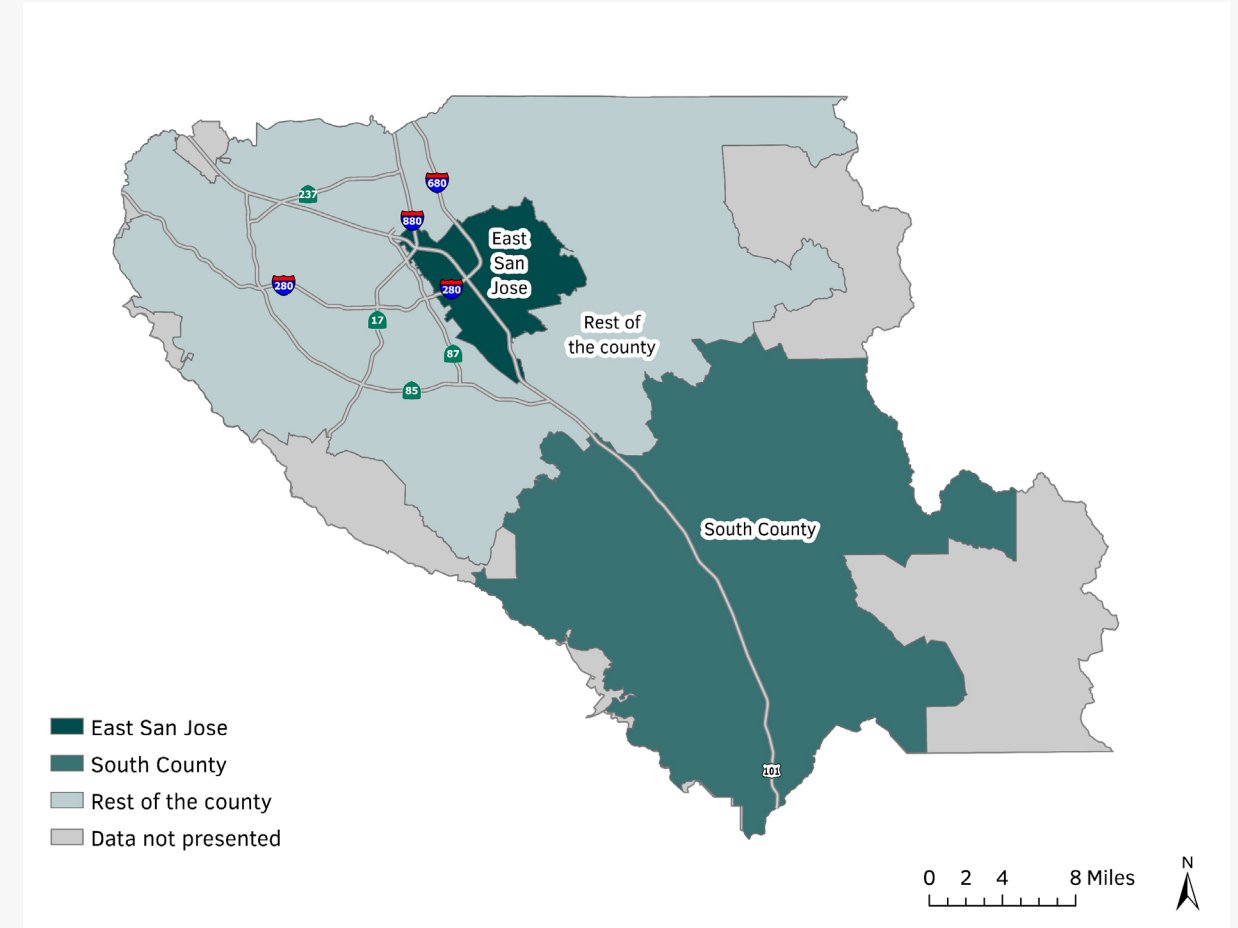 237
680
880
East
San
Jose
280
280
17
Rest of
the county
87
85
South County
101
East San Jose
South County
Rest of the county
Data not presented
N
0 2 4 8 Miles